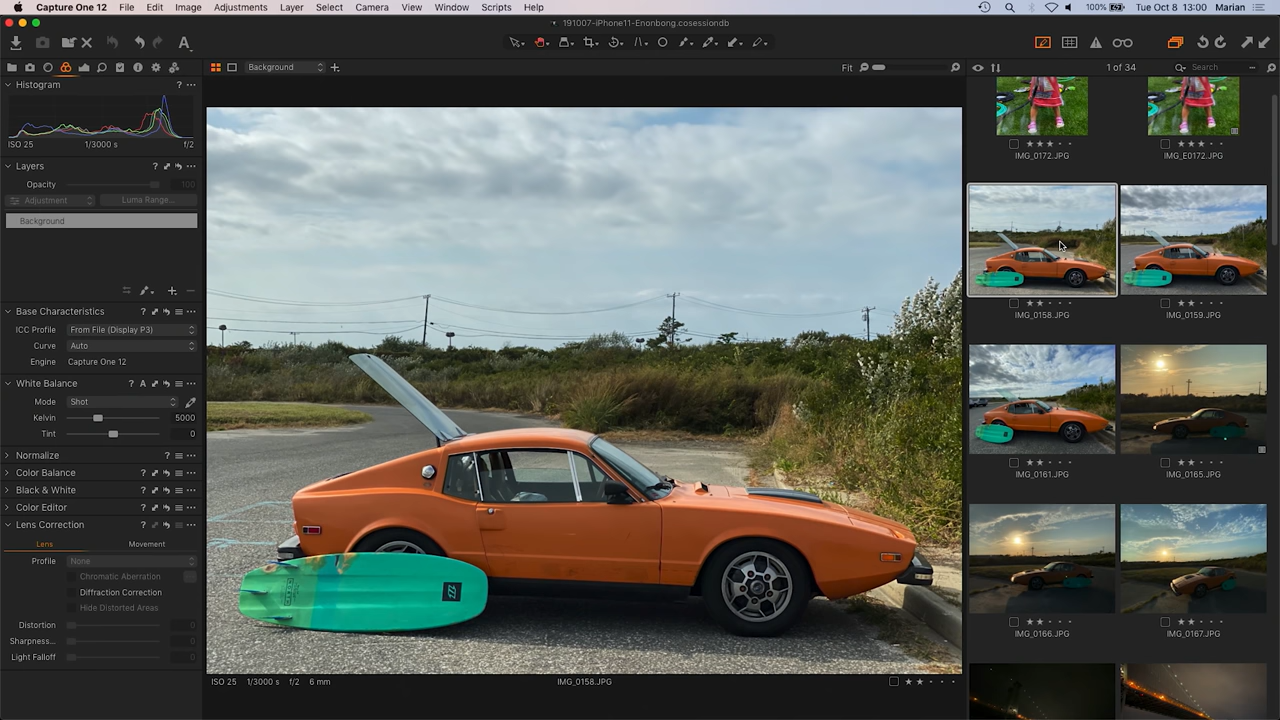 Capture One 12 File Edit Image Adjustments Layer Select Camera View Window Scripts Help 100% Tue Oct 8 13:00 Marian
191007-iPhone11-Enonbong.cosessiondb
Background Fit 1 of 34 Search
Histogram
ISO 25 1/3000 s f/2
Layers
Opacity 100
Adjustment Luma Range...
Background
Base Characteristics
ICC Profile From File (Display P3)
Curve Auto
Engine Capture One 12
White Balance
Mode Shot
Kelvin 5000
Tint 0
Normalize
Color Balance
Black & White
Color Editor
Lens Correction
Lens Movement
Profile None
Chromatic Aberration
Diffraction Correction
Hide Distorted Areas
Distortion 0
Sharpness... 0
Light Falloff 0
ISO 25 1/3000 s f/2 6 mm IMG_0158.JPG
IMG_0172.JPG IMG_E0172.JPG
IMG_0158.JPG IMG_0159.JPG
IMG_0161.JPG IMG_0165.JPG
IMG_0166.JPG IMG_0167.JPG